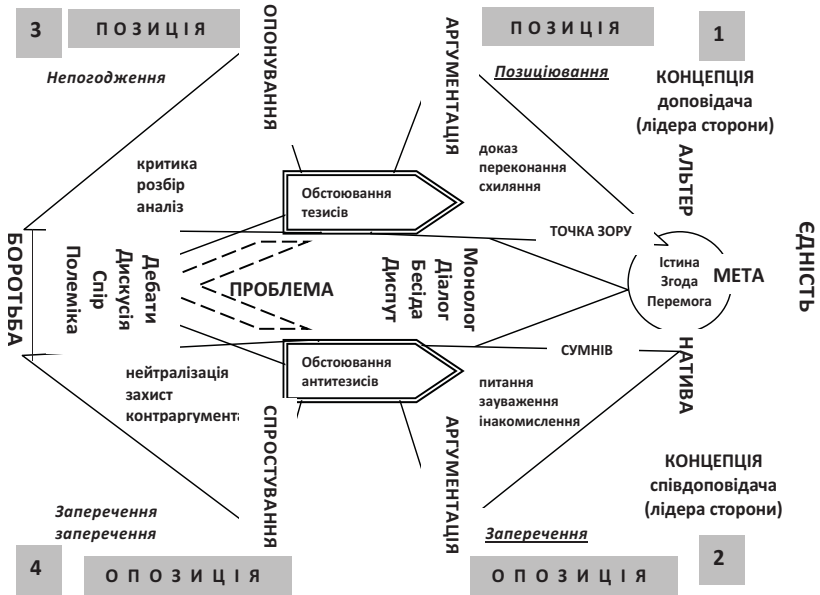 3
ПОЗИЦІЯ
ПОЗИЦІЯ
1
Непогодження
ОПОНУВАННЯ
АРГУМЕНТАЦІЯ
Позиціювання
КОНЦЕПЦІЯ
доповідача
(лідера сторони)
критика
розбір
аналіз
доказ
переконання
схиляння
АЛЬТЕР
Обстоювання
тезисів
ТОЧКА ЗОРУ
БОРОТЬБА
Полеміка
Спір
Дискусія
Дебати
ПРОБЛЕМА
Диспут
Бесіда
Діалог
Монолог
Істина
Згода
Перемога
МЕТА
ЄДНІСТЬ
СУМНІВ
Обстоювання
антитезисів
НАТИВА
нейтралізація
захист
контраргумент
питання
зауваження
інакомислення
СПРОСТУВАННЯ
АРГУМЕНТАЦІЯ
КОНЦЕПЦІЯ
співдоповідача
(лідера сторони)
Заперечення
заперечення
Заперечення
4
ОПОЗИЦІЯ
ОПОЗИЦІЯ
2